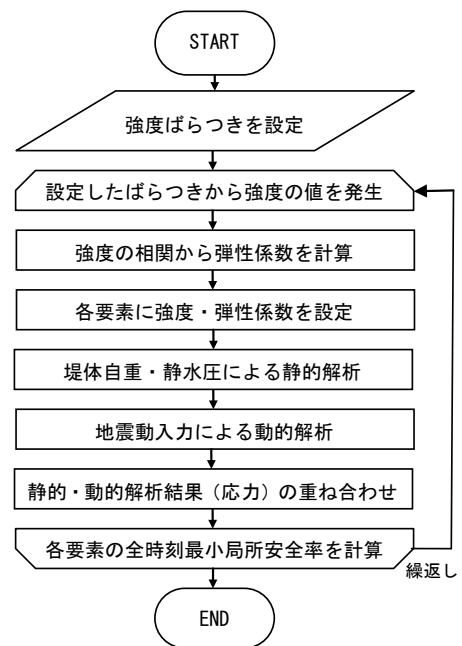 START
強度ばらつきを設定
設定したばらつきから強度の値を発生
強度の相関から弾性係数を計算
各要素に強度・弾性係数を設定
堤体自重・静水圧による静的解析
地震動入力による動的解析
静的・動的解析結果（応力）の重ね合わせ
各要素の全時刻最小局所安全率を計算
繰返し
END